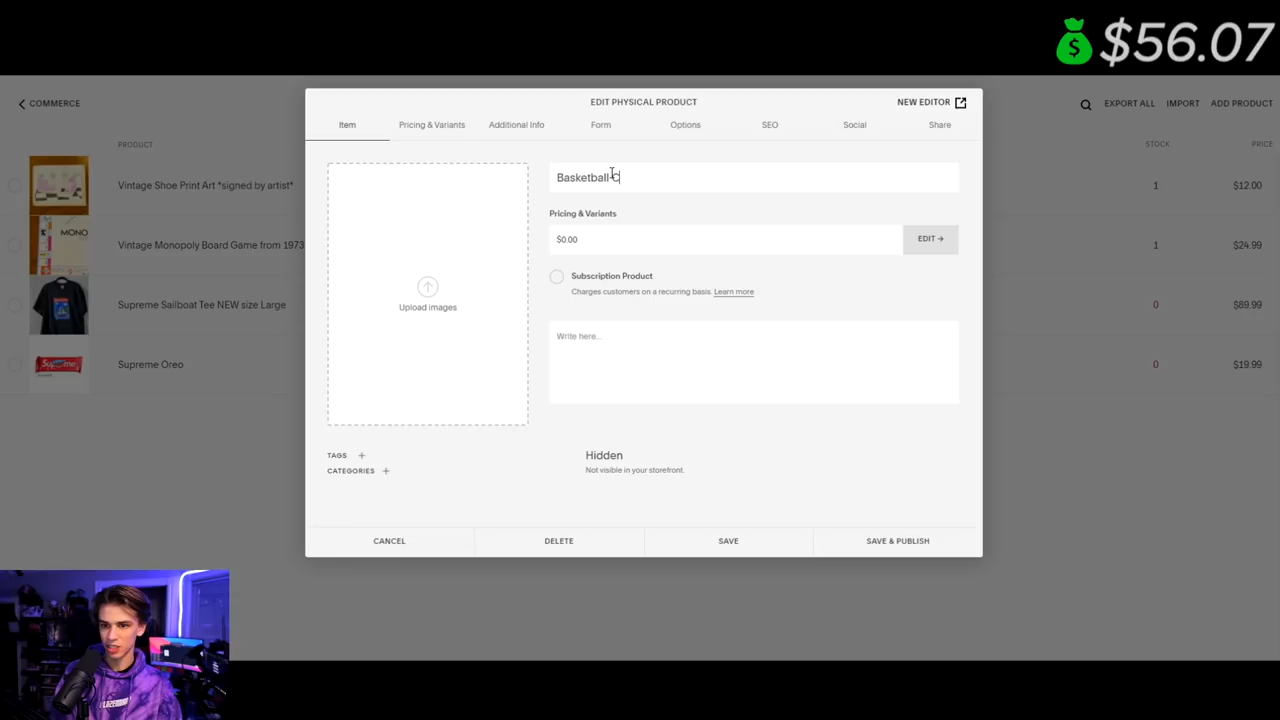 $56.07
COMMERCE
EDIT PHYSICAL PRODUCT
NEW EDITOR
EXPORT ALL IMPORT ADD PRODUCT
Item Pricing & Variants Additional Info Form Options SEO Social Share
PRODUCT
STOCK PRICE
Vintage Shoe Print Art *signed by artist*
1 $12.00
Vintage Monopoly Board Game from 1973
1 $24.99
Supreme Sailboat Tee NEW size Large
0 $89.99
Supreme Oreo
0 $19.99
MONO
Supreme
Basketball C
Pricing & Variants
$0.00
EDIT →
Subscription Product
Charges customers on a recurring basis. Learn more
Upload images
Write here...
TAGS +
CATEGORIES +
Hidden
Not visible in your storefront.
CANCEL DELETE SAVE SAVE & PUBLISH